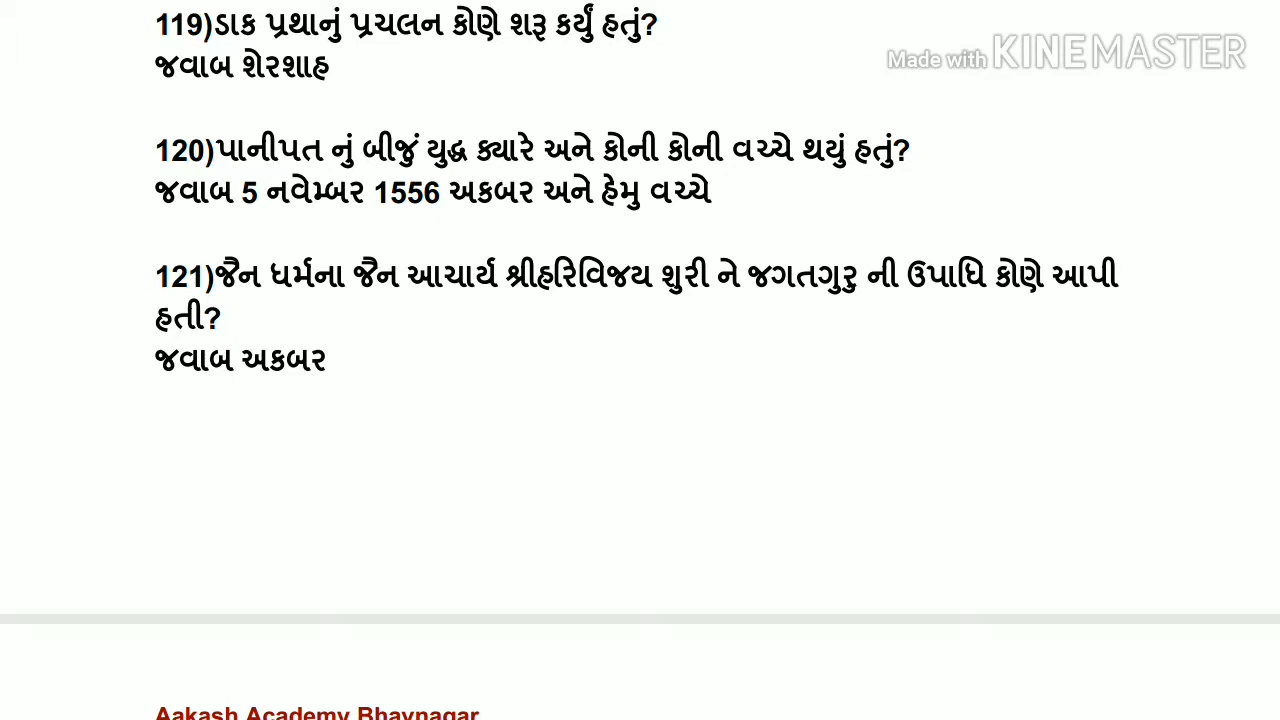 119)ડાક પ્રથાનું પ્રચલન કોણે શરૂ કર્યું હતું?
Made with KINEMASTER
જવાબ શેરશાહ
120)પાનીપત નું બીજું યુદ્ધ ક્યારે અને કોની કોની વચ્ચે થયું હતું?
જવાબ 5 નવેમ્બર 1556 અકબર અને હેમુ વચ્ચે
121)જૈન ધર્મના જૈન આચાર્ય શ્રીહરિવિજય શુરી ને જગતગુરુ ની ઉપાધિ કોણે આપી
હતી?
જવાબ અકબર
Aakash Academy Bhavnagar